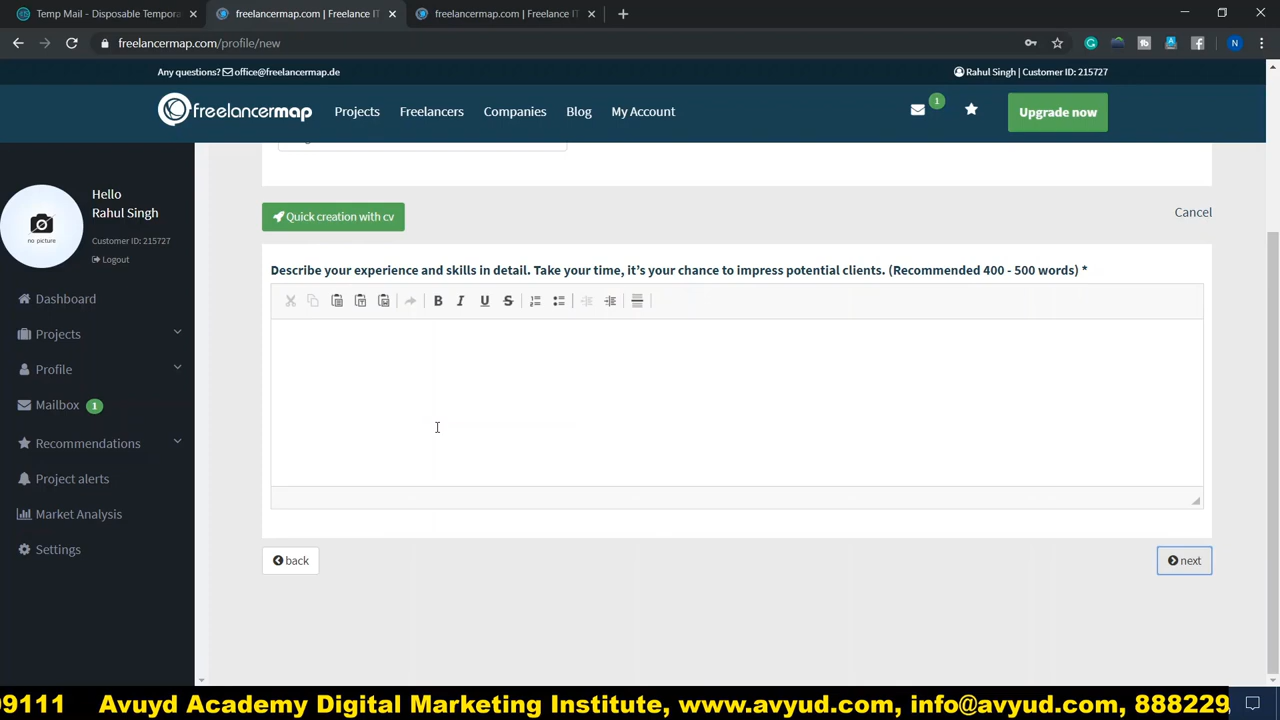 Temp Mail - Disposable Tempora
freelancermap.com | Freelance IT
freelancermap.com | Freelance IT
freelancermap.com/profile/new
N
Any questions? office@freelancermap.de
Rahul Singh | Customer ID: 215727
freelancermap
Projects
Freelancers
Companies
Blog
My Account
1
Upgrade now
no picture
Hello
Rahul Singh
Customer ID: 215727
Logout
Quick creation with cv
Cancel
Describe your experience and skills in detail. Take your time, it's your chance to impress potential clients. (Recommended 400 - 500 words) *
B I U S
Dashboard
Projects
Profile
Mailbox 1
Recommendations
Project alerts
Market Analysis
Settings
back
next
09111 Avuyd Academy Digital Marketing Institute, www.avyud.com, info@avyud.com, 888229